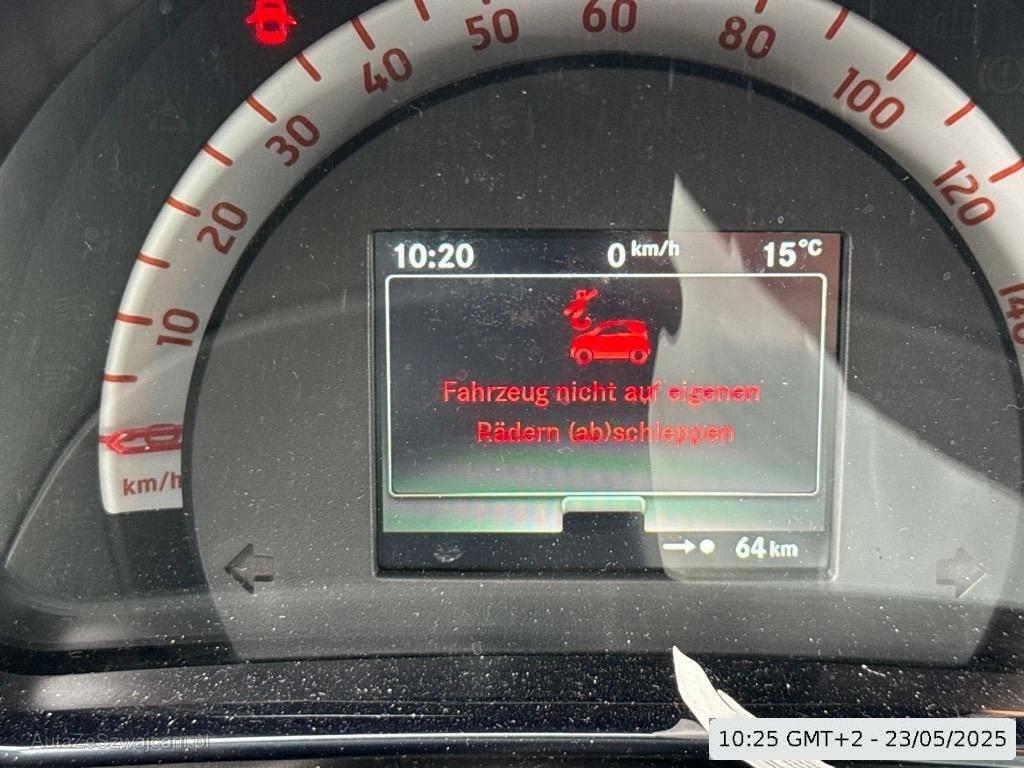 50 60 80
40 100
30 120
20 140
10
km/h
10:20 0 km/h 15°C
Fahrzeug nicht auf eigenen
Rädern (ab)schleppen
64 km
AutazeSzwajcarii.pl
10:25 GMT+2 - 23/05/2025